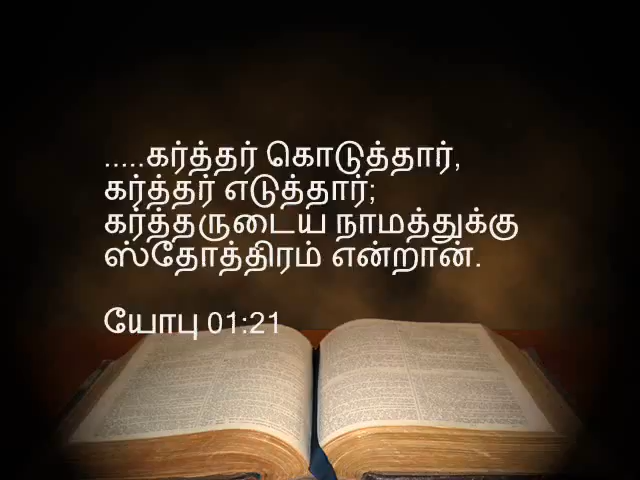 .....கர்த்தர் கொடுத்தார்,
கர்த்தர் எடுத்தார்;
கர்த்தருடைய நாமத்துக்கு
ஸ்தோத்திரம் என்றான்.
யோபு 01:21